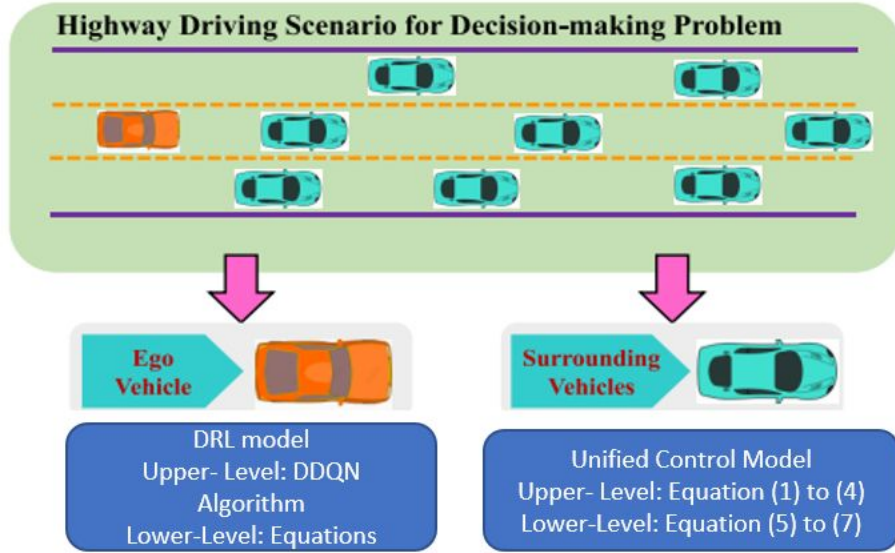 Highway Driving Scenario for Decision-making Problem
Ego
Vehicle
Surrounding
Vehicles
DRL model
Upper- Level: DDQN
Algorithm
Lower-Level: Equations
Unified Control Model
Upper- Level: Equation (1) to (4)
Lower-Level: Equation (5) to (7)